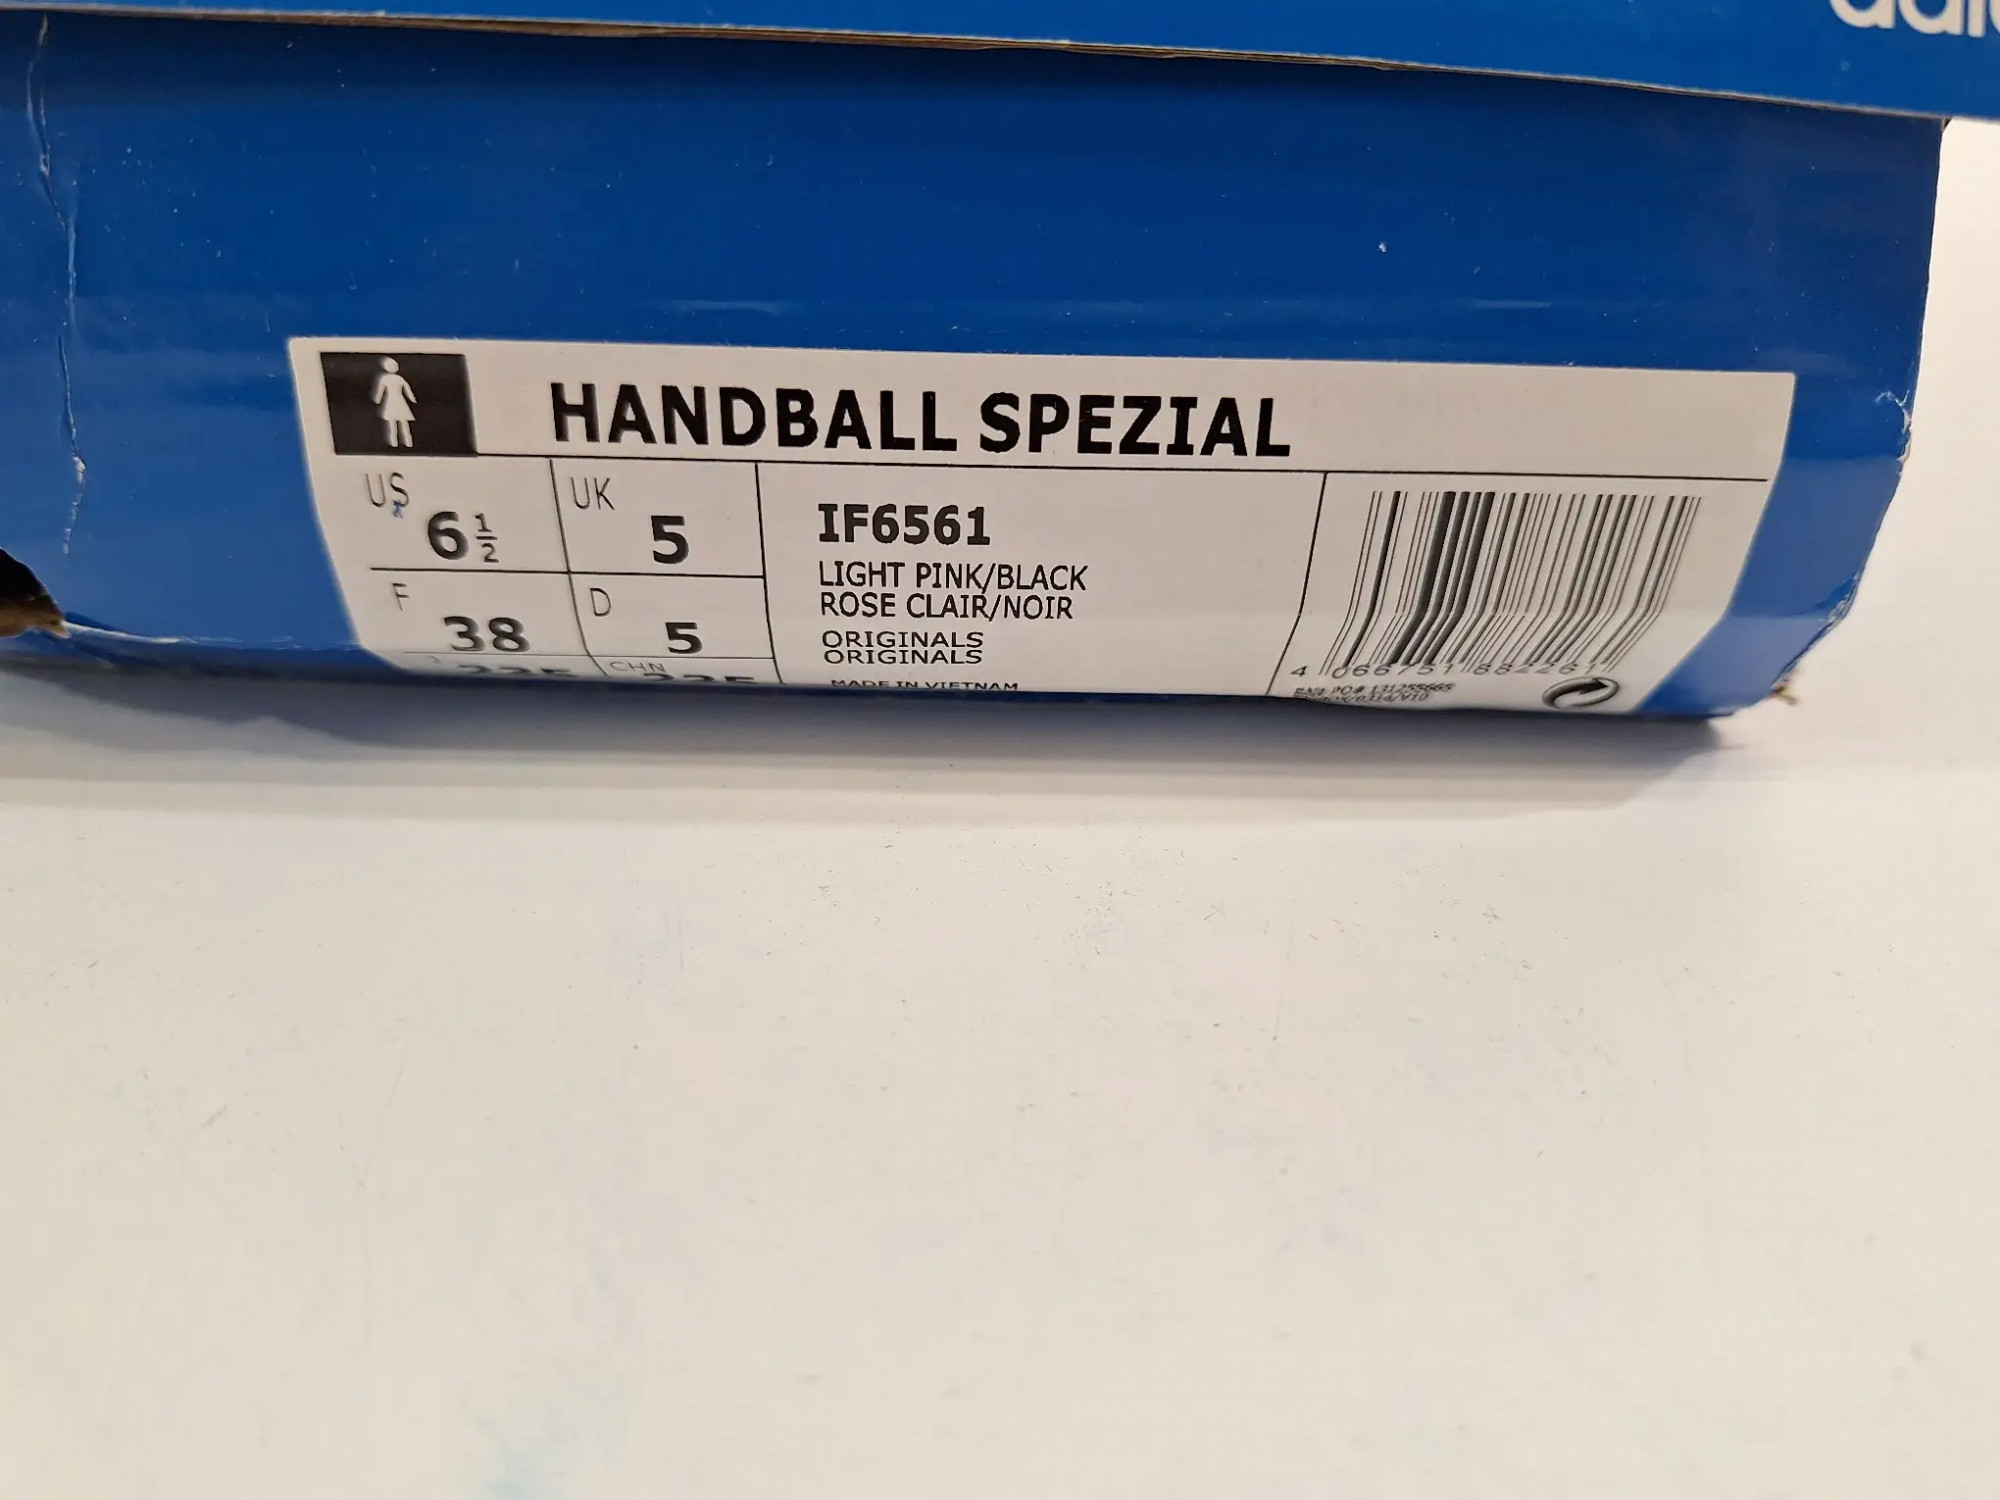 HANDBALL SPEZIAL
US 6½ UK 5
F 38 D 5
CHN
IF6561
LIGHT PINK/BLACK
ROSE CLAIR/NOIR
ORIGINALS
ORIGINALS
MADE IN VIETNAM